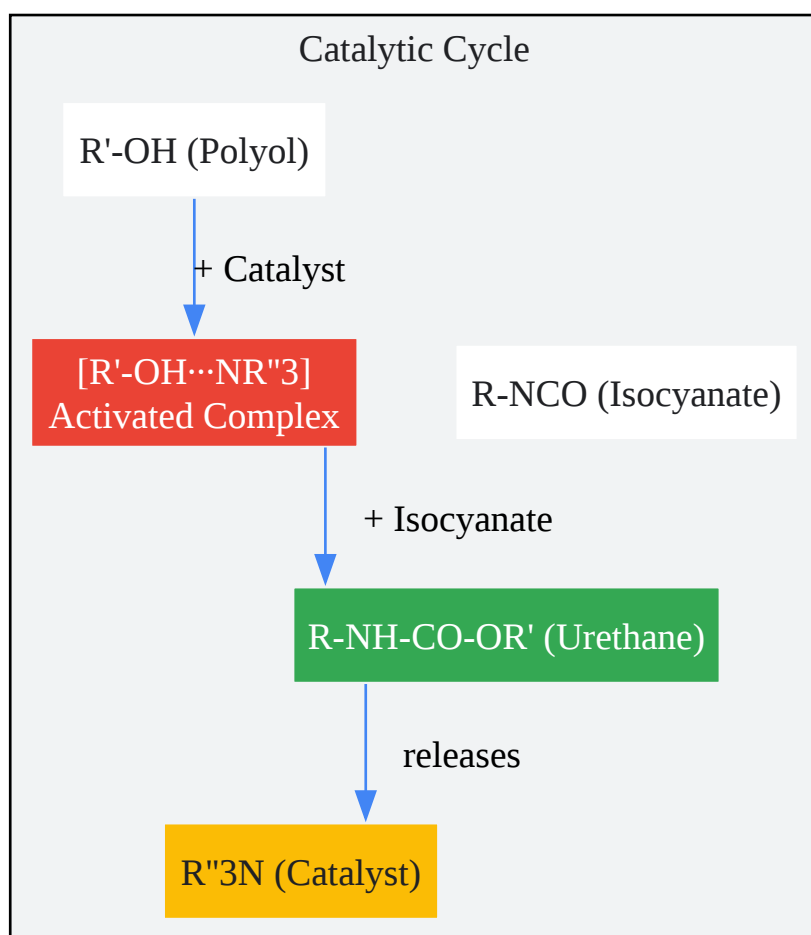 Catalytic Cycle
R'-OH (Polyol)
+ Catalyst
[R'-OH···NR"3]
Activated Complex
R-NCO (Isocyanate)
+ Isocyanate
R-NH-CO-OR' (Urethane)
releases
R"3N (Catalyst)